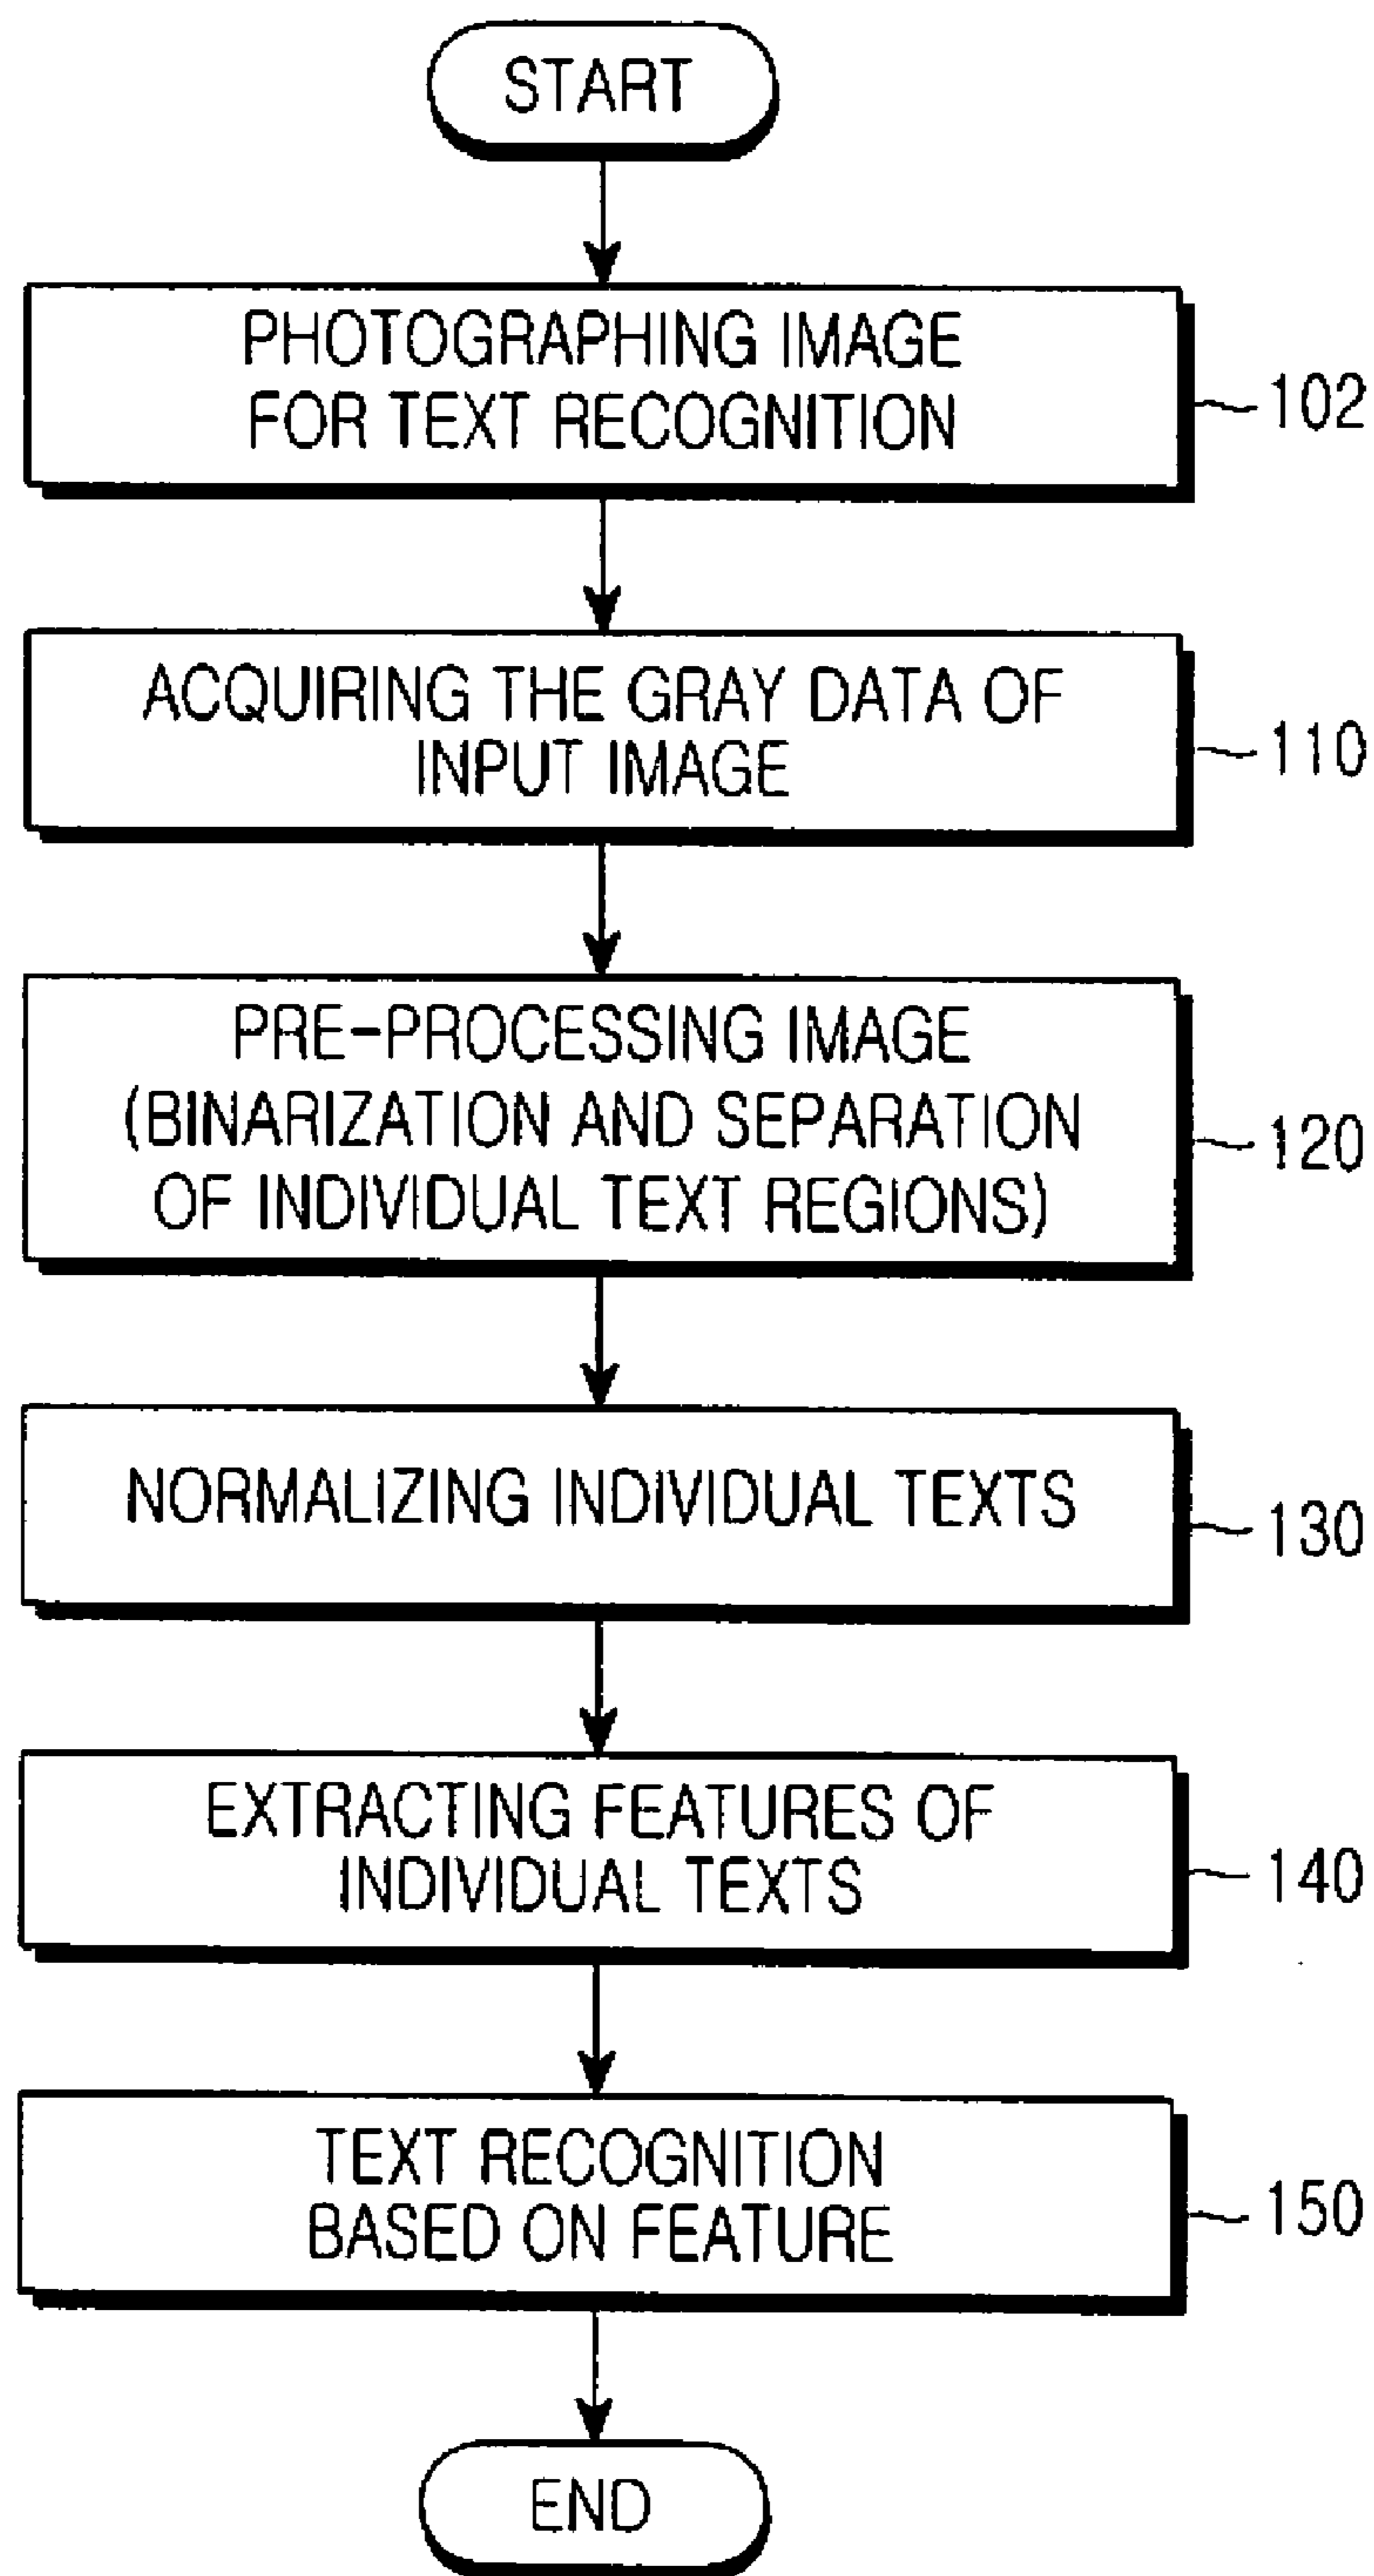 START
PHOTOGRAPHING IMAGE
FOR TEXT RECOGNITION
102
ACQUIRING THE GRAY DATA OF
INPUT IMAGE
110
PRE-PROCESSING IMAGE
(BINARIZATION AND SEPARATION
OF INDIVIDUAL TEXT REGIONS)
120
NORMALIZING INDIVIDUAL TEXTS
130
EXTRACTING FEATURES OF
INDIVIDUAL TEXTS
140
TEXT RECOGNITION
BASED ON FEATURE
150
END